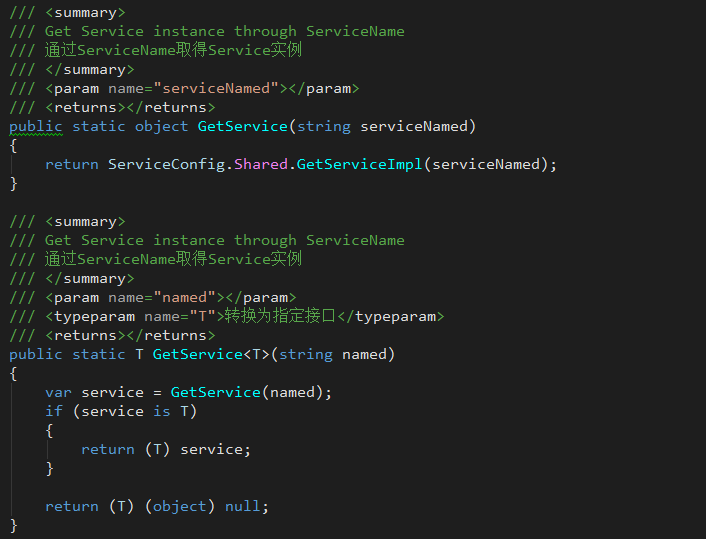 /// <summary>
/// Get Service instance through ServiceName
/// 通过ServiceName取得Service实例
/// </summary>
/// <param name="serviceNamed"></param>
/// <returns></returns>
public static object GetService(string serviceNamed)
{
    return ServiceConfig.Shared.GetServiceImpl(serviceNamed);
}

/// <summary>
/// Get Service instance through ServiceName
/// 通过ServiceName取得Service实例
/// </summary>
/// <param name="named"></param>
/// <typeparam name="T">转换为指定接口</typeparam>
/// <returns></returns>
public static T GetService<T>(string named)
{
    var service = GetService(named);
    if (service is T)
    {
        return (T) service;
    }

    return (T) (object) null;
}